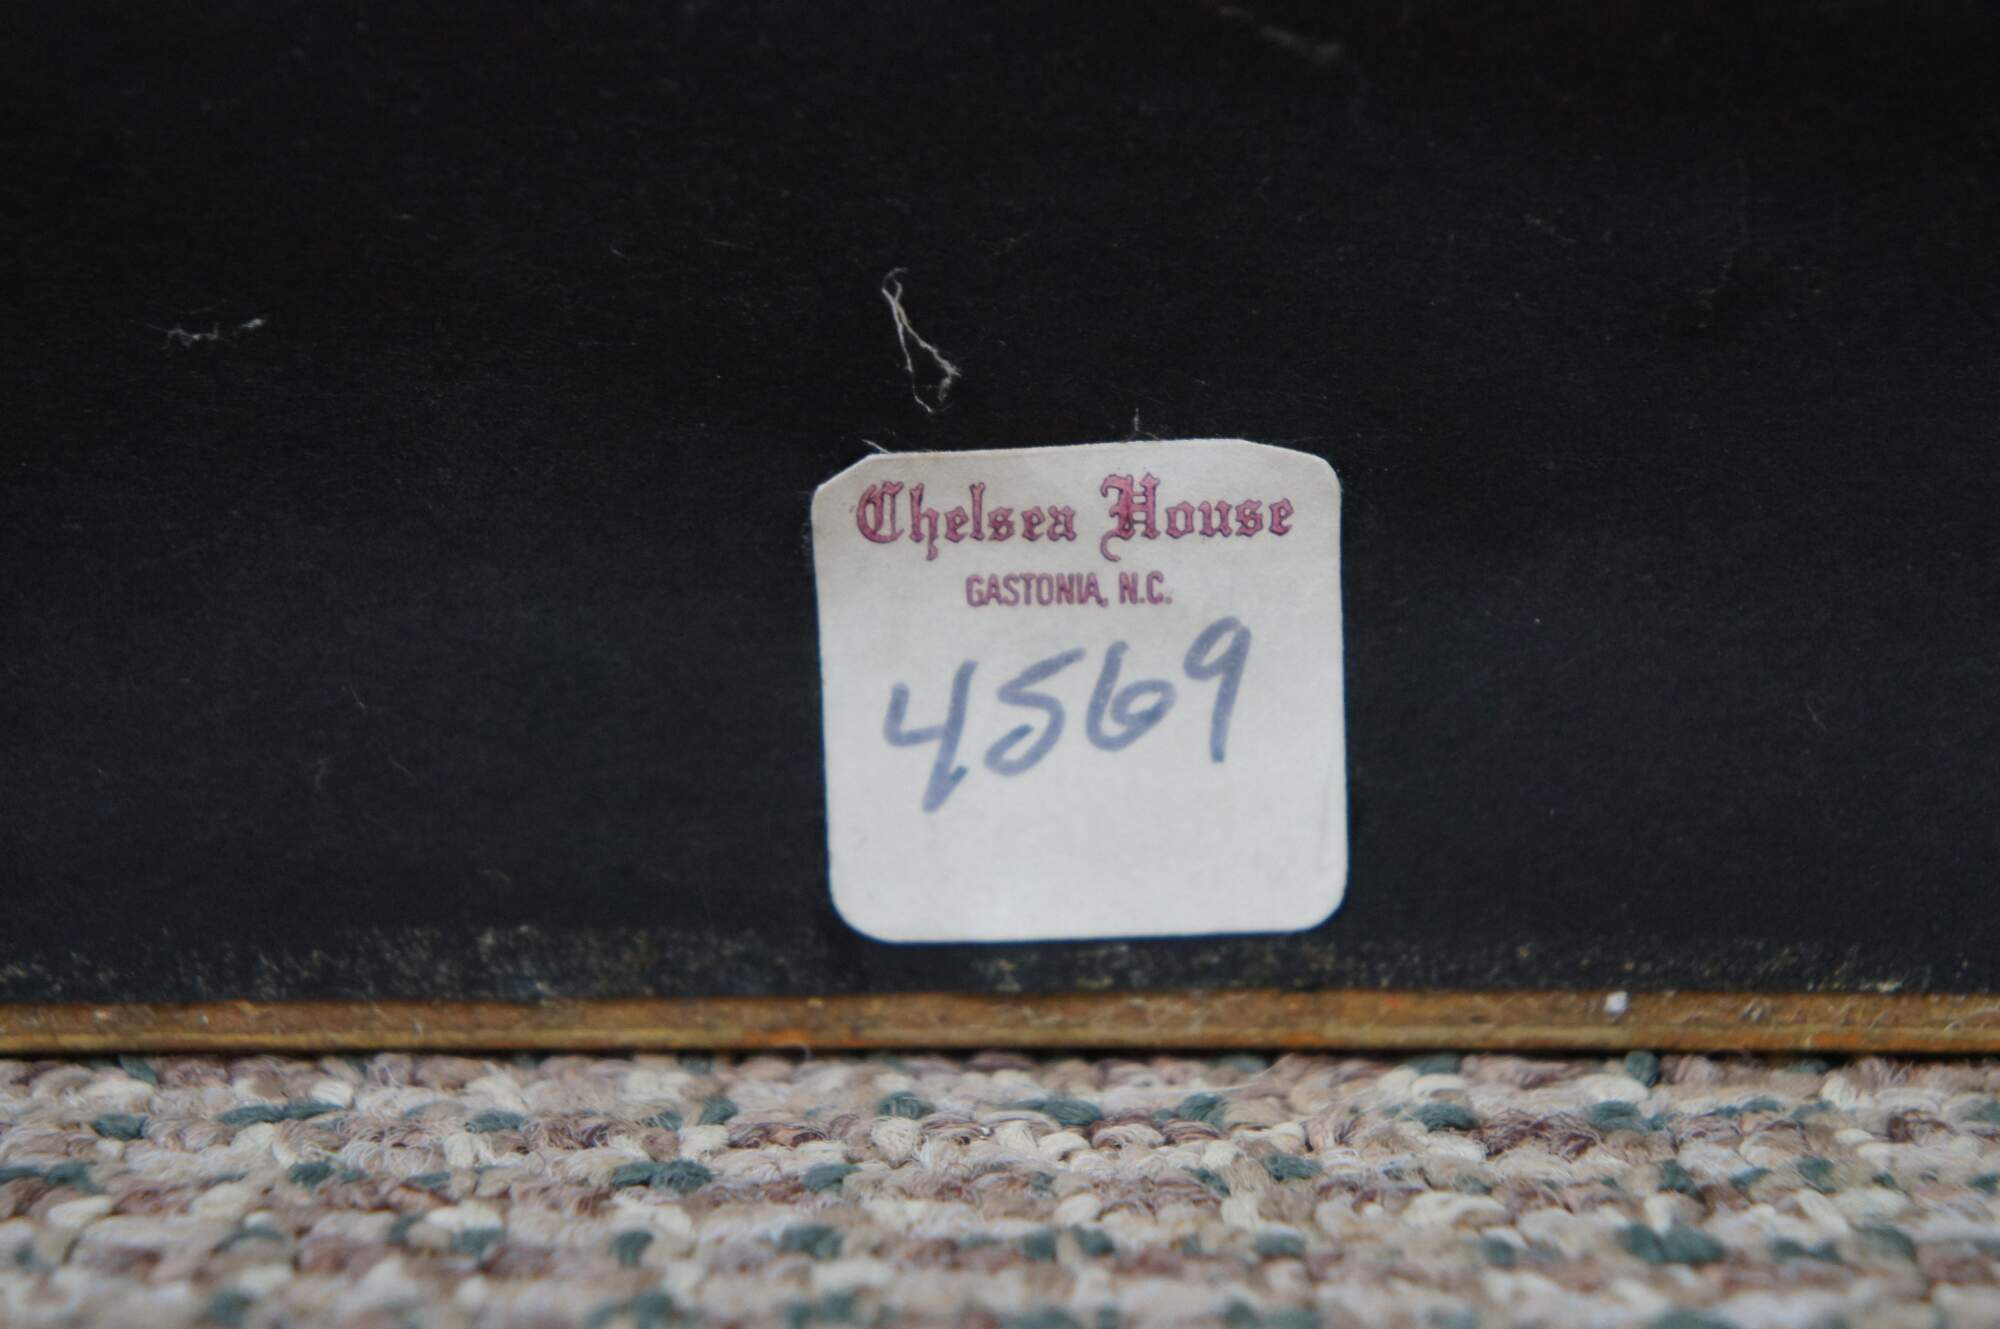 Chelsea House
GASTONIA, N.C.
4569